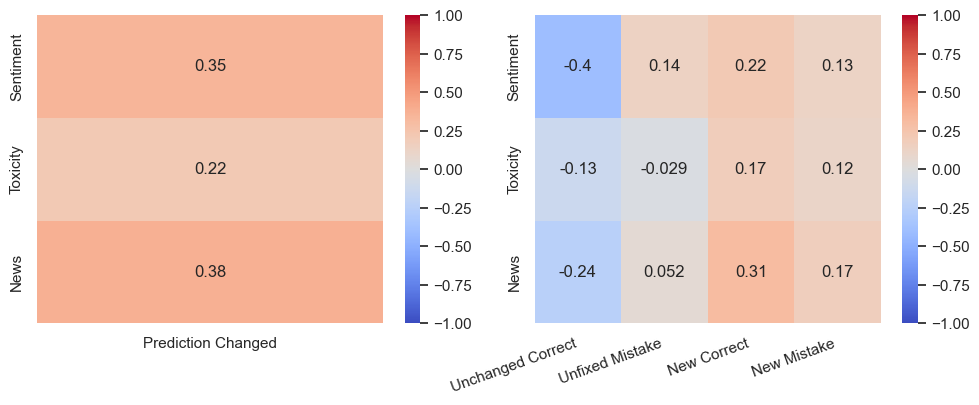 Sentiment
Toxicity
News
0.35
0.22
0.38
Prediction Changed
1.00
0.75
0.50
0.25
0.00
−0.25
−0.50
−0.75
−1.00
Sentiment
Toxicity
News
-0.4 0.14 0.22 0.13
-0.13 -0.029 0.17 0.12
-0.24 0.052 0.31 0.17
Unchanged Correct
Unfixed Mistake
New Correct
New Mistake
1.00
0.75
0.50
0.25
0.00
−0.25
−0.50
−0.75
−1.00